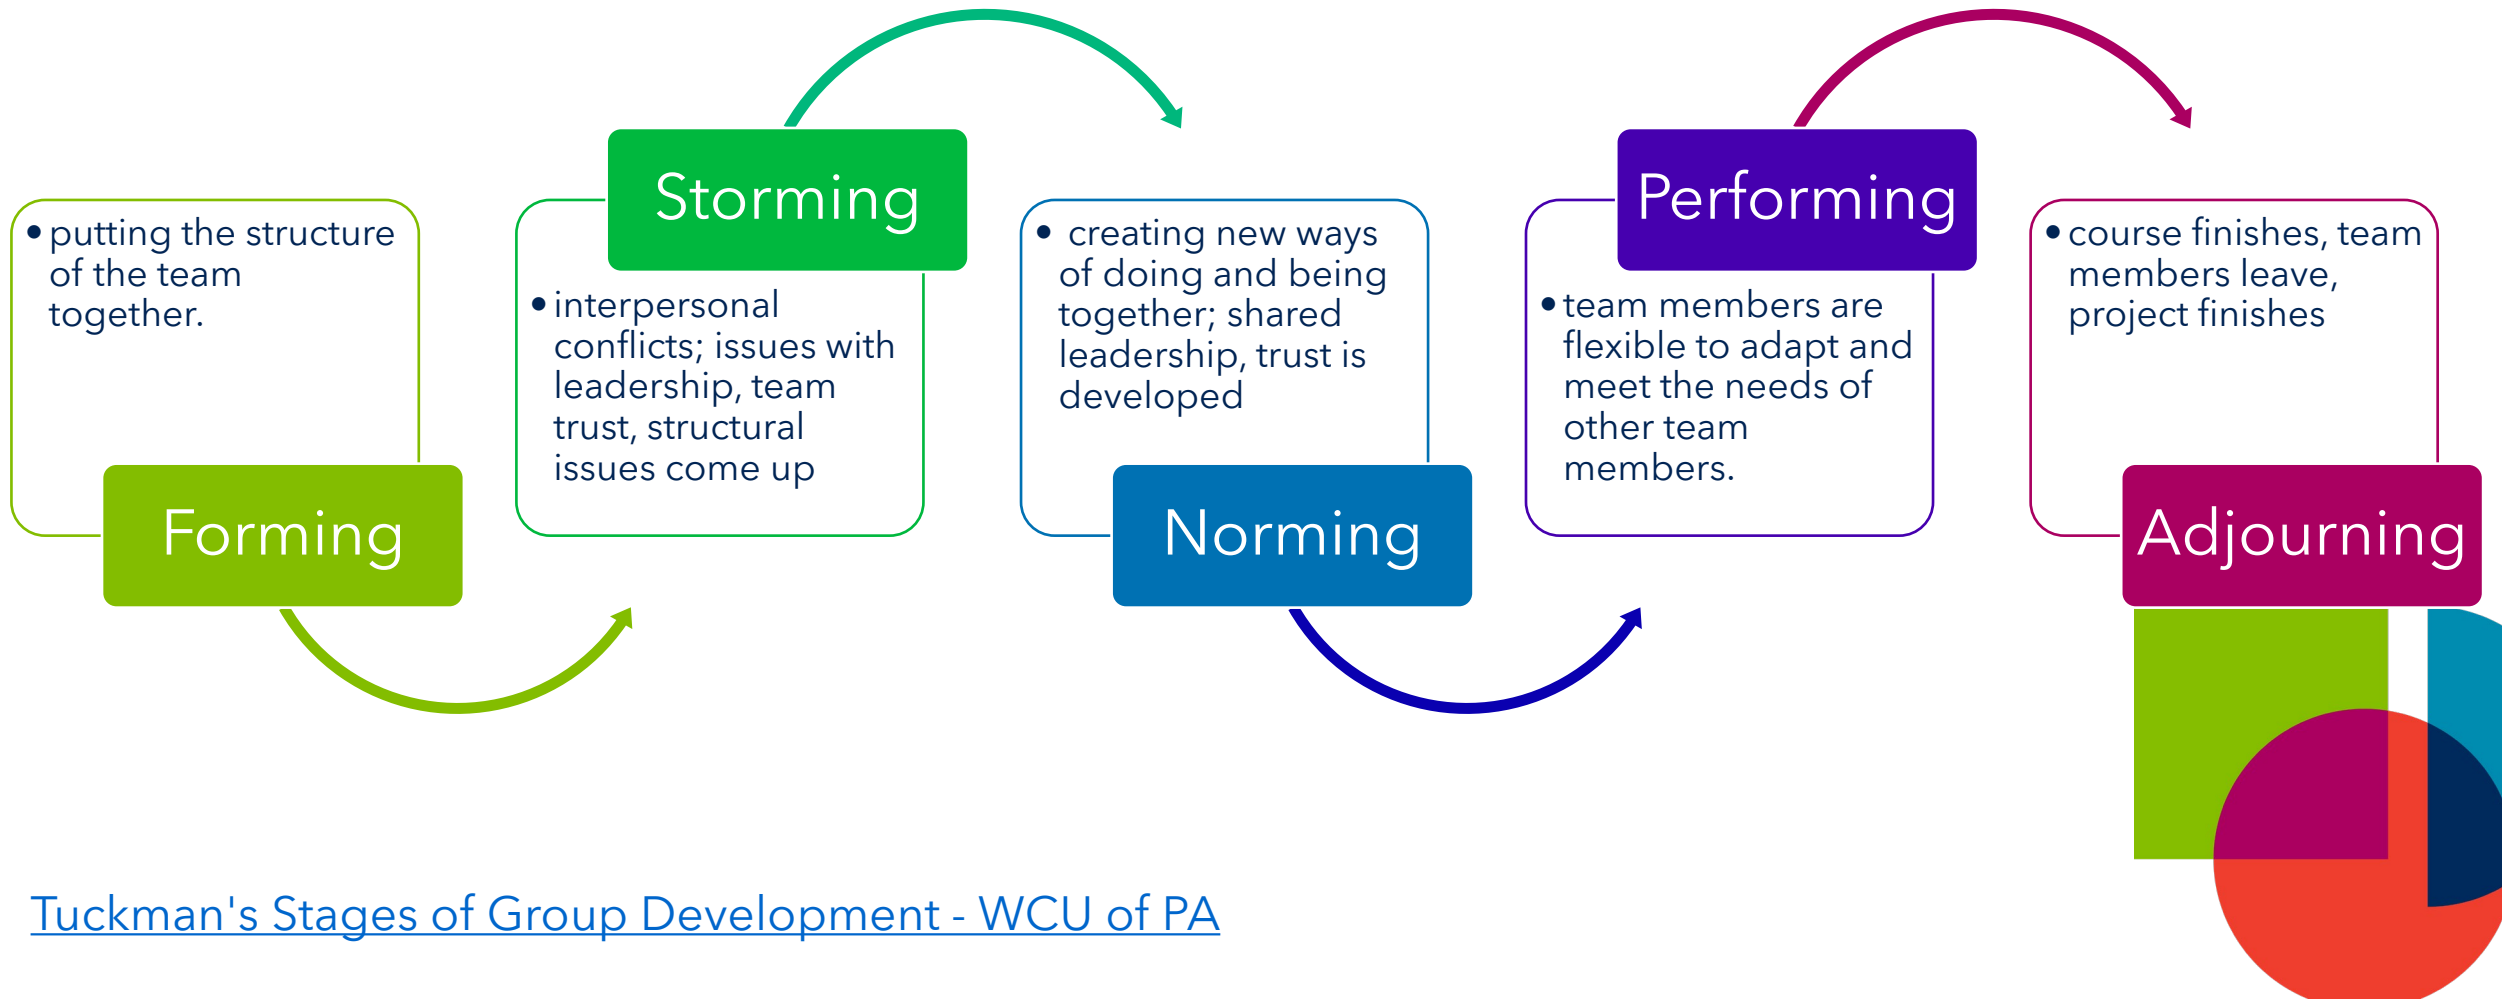 • putting the structure
of the team
together.
Forming
Storming
• interpersonal
conflicts; issues with
leadership, team
trust, structural
issues come up
• creating new ways
of doing and being
together; shared
leadership, trust is
developed
Norming
Performing
• team members are
flexible to adapt and
meet the needs of
other team
members.
• course finishes, team
members leave,
project finishes
Adjourning
Tuckman's Stages of Group Development - WCU of PA